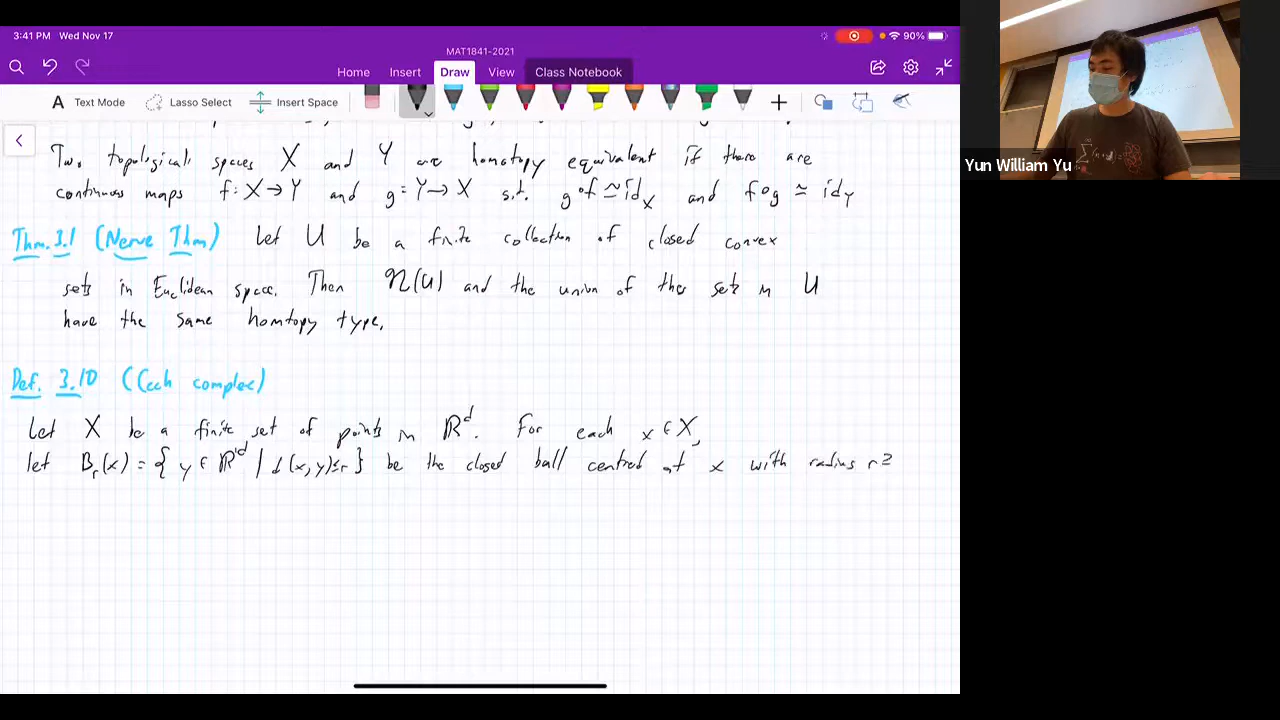 3:41 PM Wed Nov 17
90%
MAT1841-2021
Home Insert Draw View Class Notebook
Text Mode Lasso Select Insert Space
Two topological spaces X and Y are homotopy equivalent if there are
continuous maps f: X→Y and g: Y→X s.t. g∘f ≃ id_X and f∘g ≃ id_Y
Thm. 3.1 (Nerve Thm) Let U be a finite collection of closed convex
sets in Euclidean space. Then N(U) and the union of the sets in U
have the same homtopy type.
Def. 3.10 (Cech complex)
Let X be a finite set of points in ℝ^d. For each x ∈ X,
let B_r(x) = { y ∈ ℝ^d | d(x, y) ≤ r } be the closed ball centred at x with radius r
Yun William Yu